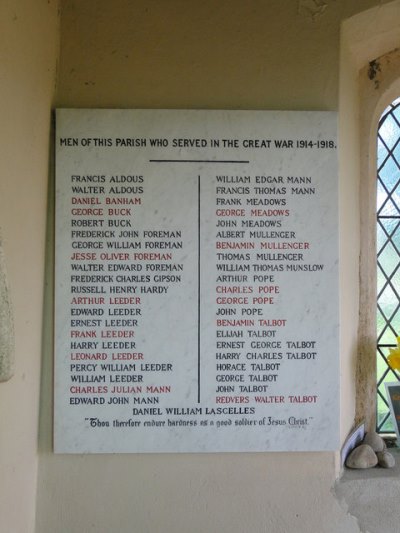 MEN OF THIS PARISH WHO SERVED IN THE GREAT WAR 1914-1918.
FRANCIS ALDOUS
WALTER ALDOUS
DANIEL BANHAM
GEORGE BUCK
ROBERT BUCK
FREDERICK JOHN FOREMAN
GEORGE WILLIAM FOREMAN
JESSE OLIVER FOREMAN
WALTER EDWARD FOREMAN
FREDERICK CHARLES GIPSON
RUSSELL HENRY HARDY
ARTHUR LEEDER
EDWARD LEEDER
ERNEST LEEDER
FRANK LEEDER
HARRY LEEDER
LEONARD LEEDER
PERCY WILLIAM LEEDER
WILLIAM LEEDER
CHARLES JULIAN MANN
EDWARD JOHN MANN
WILLIAM EDGAR MANN
FRANCIS THOMAS MANN
FRANK MEADOWS
GEORGE MEADOWS
JOHN MEADOWS
ALBERT MULLENGER
BENJAMIN MULLENGER
THOMAS MULLENGER
WILLIAM THOMAS MUNSLOW
ARTHUR POPE
CHARLES POPE
GEORGE POPE
JOHN POPE
BENJAMIN TALBOT
ELIJAH TALBOT
ERNEST GEORGE TALBOT
HARRY CHARLES TALBOT
HORACE TALBOT
GEORGE TALBOT
JOHN TALBOT
REDVERS WALTER TALBOT
DANIEL WILLIAM LASCELLES
"Thou therefore endure hardness as a good soldier of Jesus Christ."